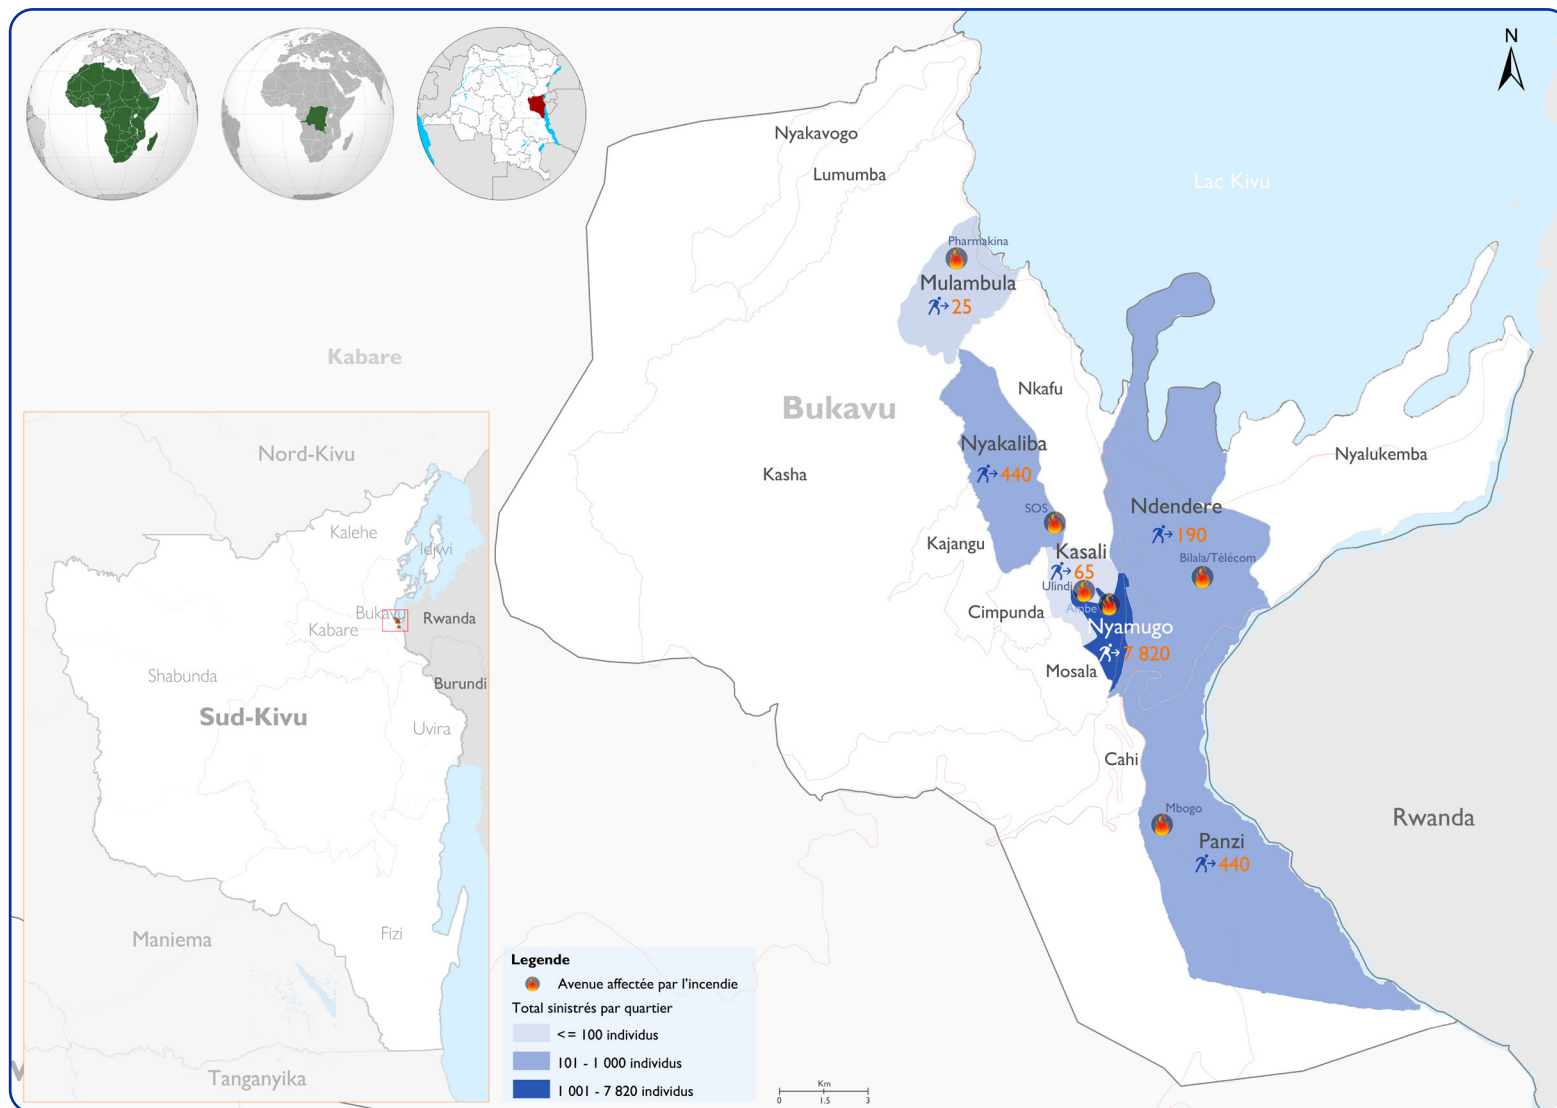 N
Nyakavogo
Lumumba
Lac Kivu
Pharmakina
Mulambula
25
Kabare
Nkafu
Bukavu
Nyakaliba
440
Kasha
Nyalukemba
Ndendere
190
SOS
Bilala/Télécom
Kajangu
Kasali
65
Ulindi
Ambe
Cimpunda
Nyamugo
7 820
Mosala
Cahi
Mbogo
Panzi
440
Rwanda
Nord-Kivu
Kalehe
Idjwi
Bukavu
Rwanda
Kabare
Shabunda
Burundi
Sud-Kivu
Uvira
Fizi
Maniema
Tanganyika
Legende
Avenue affectée par l'incendie
Total sinistrés par quartier
<= 100 individus
101 - 1 000 individus
1 001 - 7 820 individus
Km
0 1.5 3